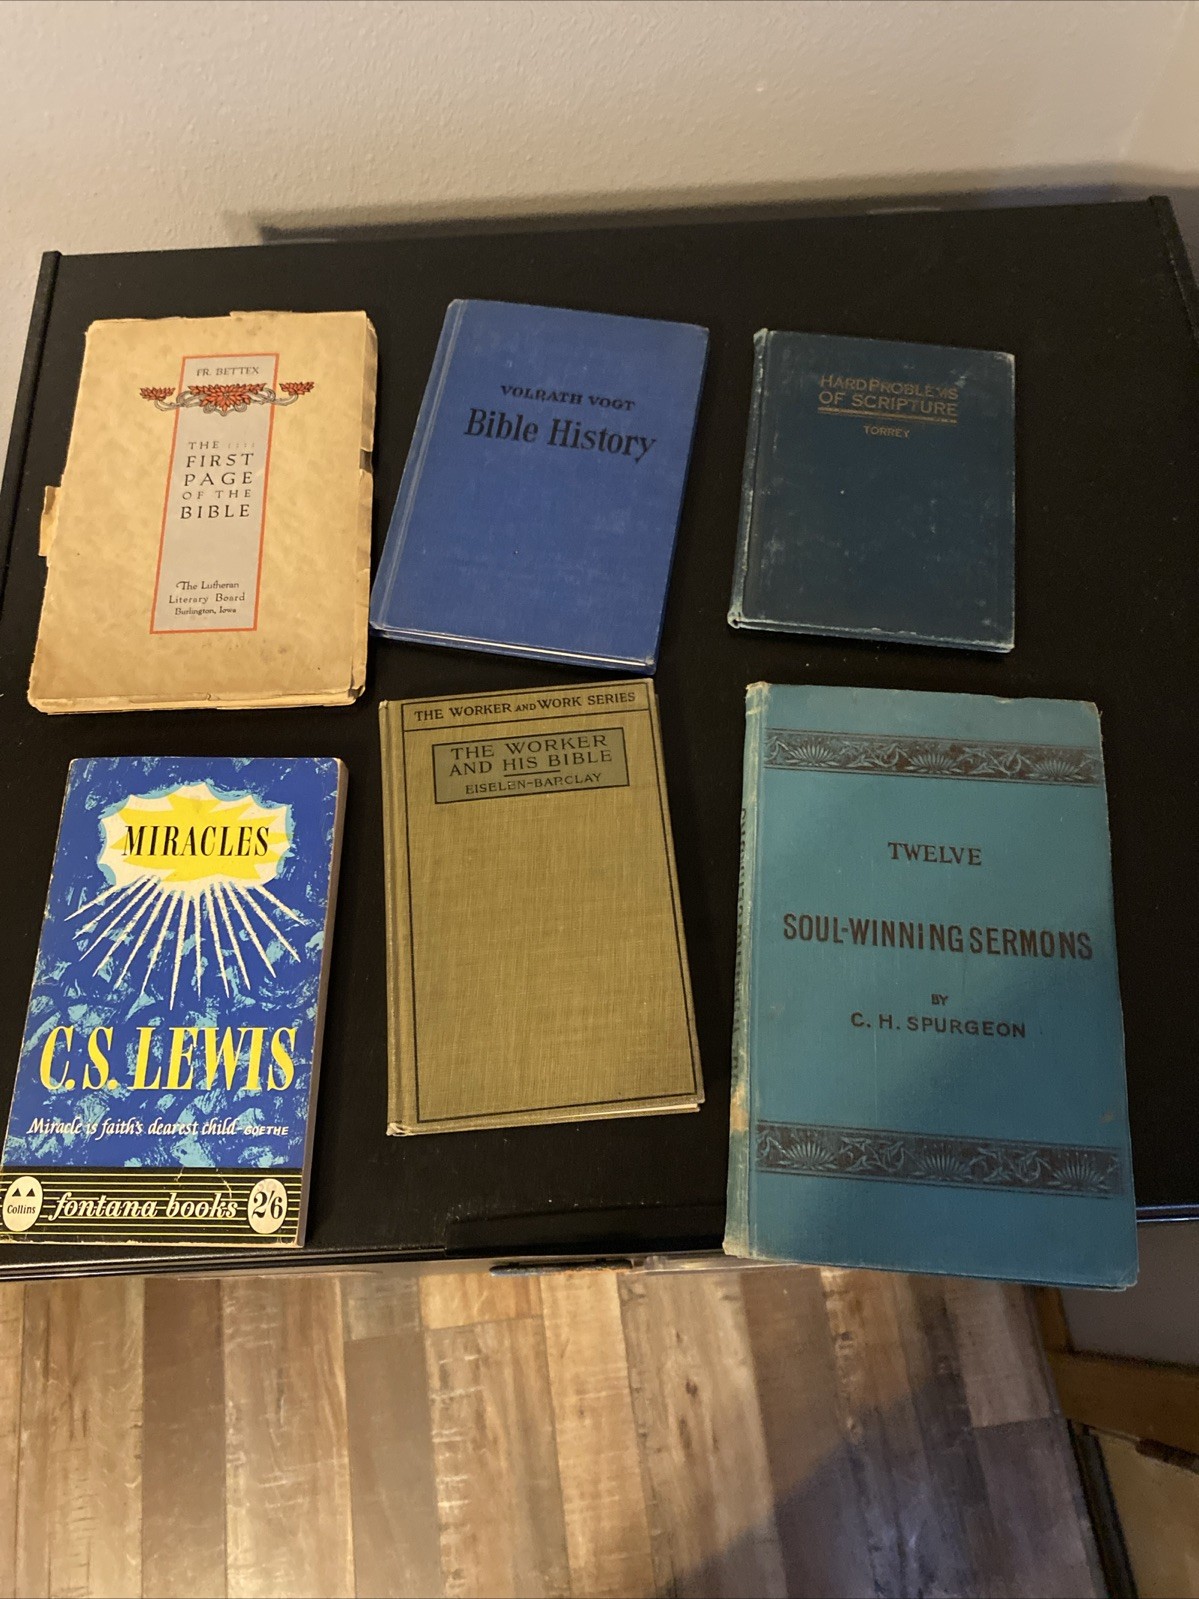 FR. BETTEX
THE
FIRST
PAGE
OF THE
BIBLE
The Lutheran
Literary Board
Burlington, Iowa
VOLRATH VOGT
Bible History
HARD PROBLEMS
OF SCRIPTURE
TORREY
MIRACLES
C.S. LEWIS
Miracle is faith's dearest child - GOETHE
Collins
fontana books
2/6
THE WORKER AND WORK SERIES
THE WORKER
AND HIS BIBLE
EISELEN-BARCLAY
TWELVE
SOUL-WINNING SERMONS
BY
C. H. SPURGEON